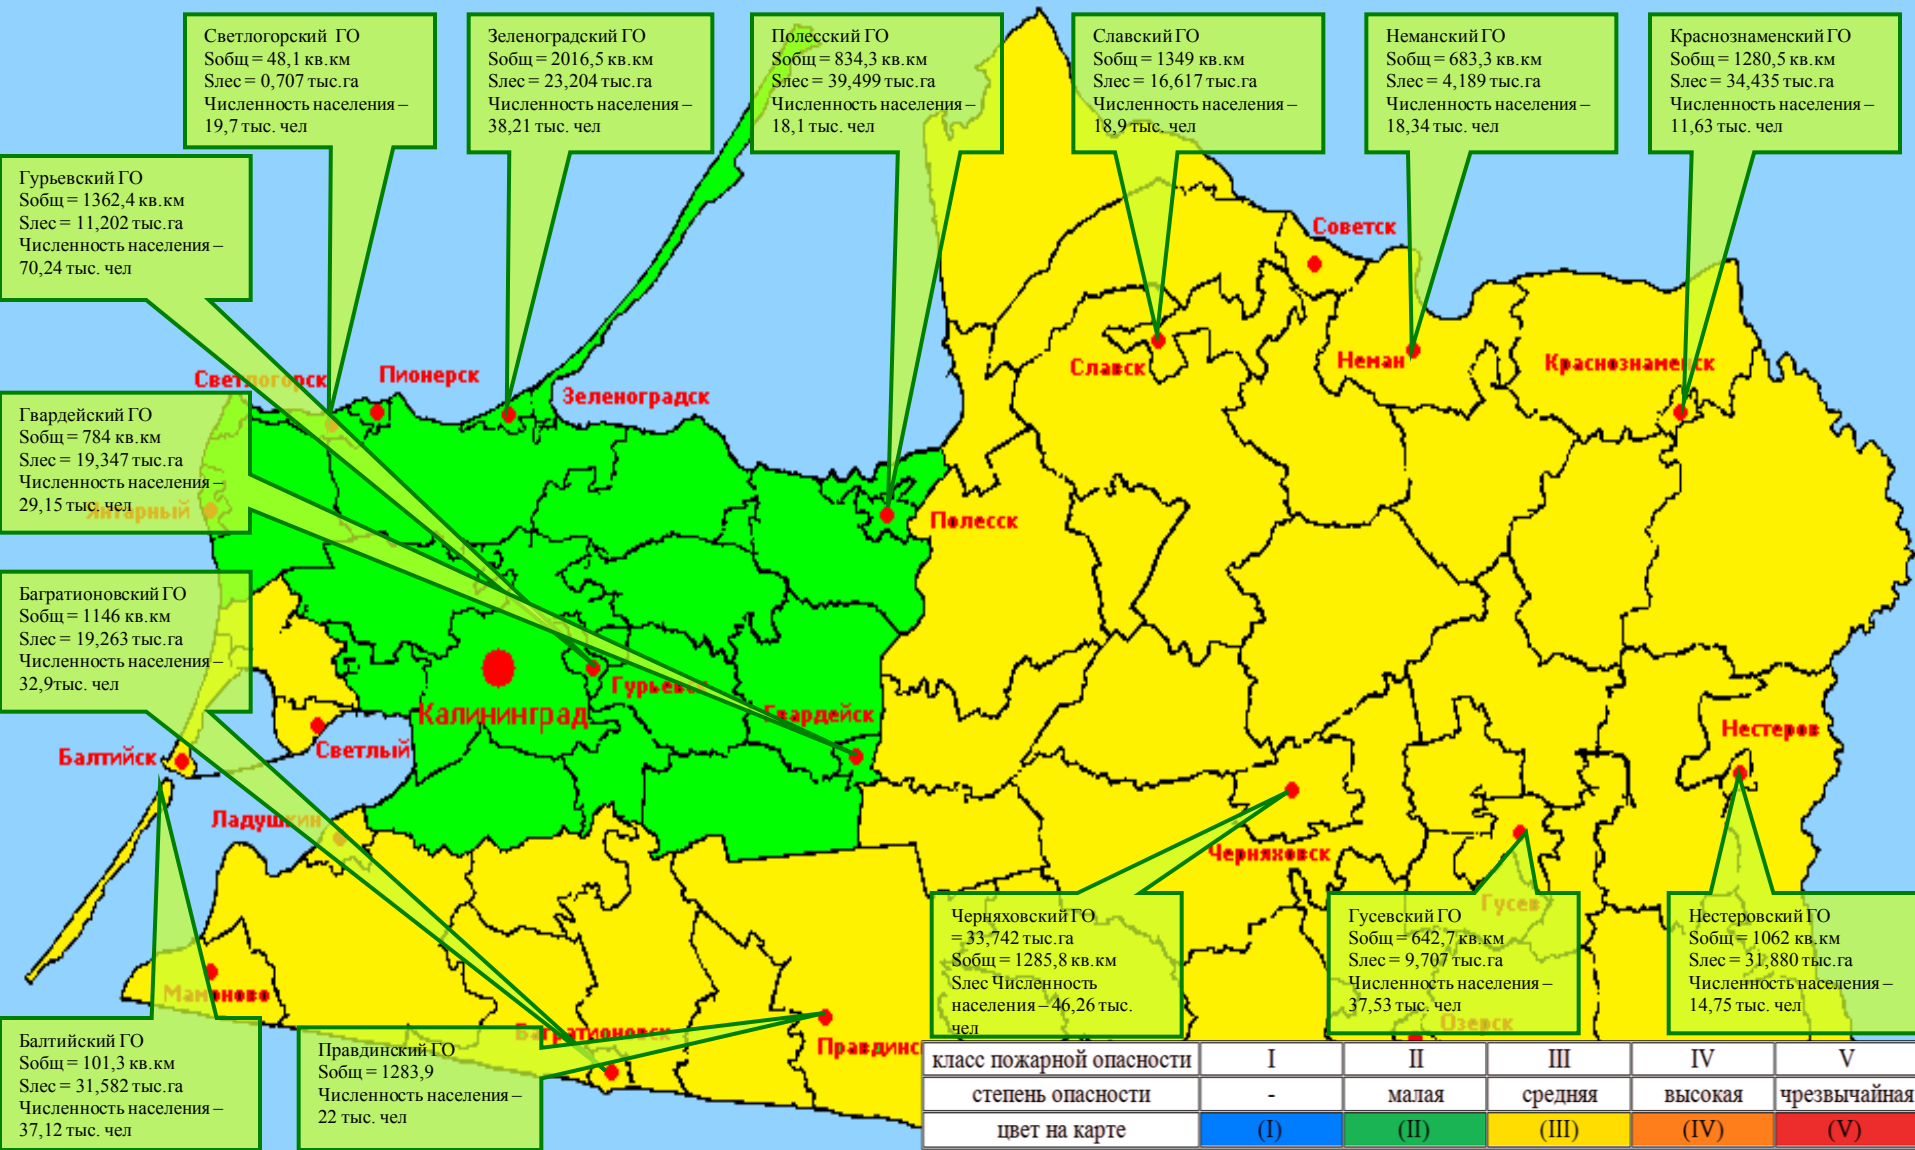 Светлогорский ГО
Sобщ = 48,1 кв.км
Sлес = 0,707 тыс.га
Численность населения –
19,7 тыс. чел
Зеленоградский ГО
Sобщ = 2016,5 кв.км
Sлес = 23,204 тыс.га
Численность населения –
38,21 тыс. чел
Полесский ГО
Sобщ = 834,3 кв.км
Sлес = 39,499 тыс.га
Численность населения –
18,1 тыс. чел
Славский ГО
Sобщ = 1349 кв.км
Sлес = 16,617 тыс.га
Численность населения –
18,9 тыс. чел
Неманский ГО
Sобщ = 683,3 кв.км
Sлес = 4,189 тыс.га
Численность населения –
18,34 тыс. чел
Краснознаменский ГО
Sобщ = 1280,5 кв.км
Sлес = 34,435 тыс.га
Численность населения –
11,63 тыс. чел
Гурьевский ГО
Sобщ = 1362,4 кв.км
Sлес = 11,202 тыс.га
Численность населения –
70,24 тыс. чел
Советск
Светлогорск
Пионерск
Зеленоградск
Славск
Неман
Краснознаменск
Гвардейский ГО
Sобщ = 784 кв.км
Sлес = 19,347 тыс.га
Численность населения –
29,15 тыс. чел
Янтарный
Полесск
Багратионовский ГО
Sобщ = 1146 кв.км
Sлес = 19,263 тыс.га
Численность населения –
32,9тыс. чел
Гурьевск
Калининград
Гвардейск
Нестеров
Балтийск
Светлый
Ладушкин
Черняховск
Гусев
Черняховский ГО
= 33,742 тыс.га
Sобщ = 1285,8 кв.км
Sлес Численность
населения – 46,26 тыс.
чел
Гусевский ГО
Sобщ = 642,7 кв.км
Sлес = 9,707 тыс.га
Численность населения –
37,53 тыс. чел
Нестеровский ГО
Sобщ = 1062 кв.км
Sлес = 31,880 тыс.га
Численность населения –
14,75 тыс. чел
Мамоново
Озерск
Багратионовск
Правдинс
Балтийский ГО
Sобщ = 101,3 кв.км
Sлес = 31,582 тыс.га
Численность населения –
37,12 тыс. чел
Правдинский ГО
Sобщ = 1283,9
Численность населения –
22 тыс. чел
класс пожарной опасности I II III IV V
степень опасности - малая средняя высокая чрезвычайная
цвет на карте (I) (II) (III) (IV) (V)